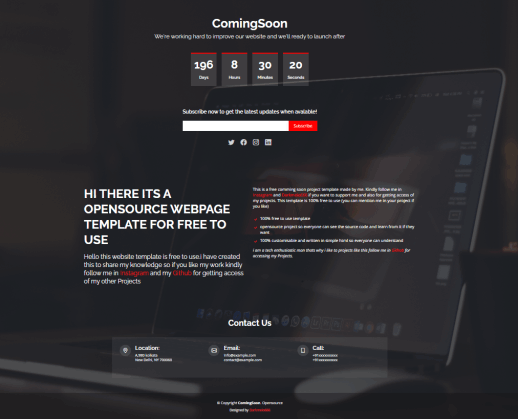 ComingSoon
We're working hard to improve our website and we'll ready to launch after
196 8 30 20
Days Hours Minutes Seconds
Subscribe now to get the latest updates when avaiable!
Subscribe
HI THERE ITS A
OPENSOURCE WEBPAGE
TEMPLATE FOR FREE TO
USE
Hello this website template is free to use.i have created
this to share my knowledge so if you like my work kindly
follow me in Instagram and my Github for getting access
of my other Projects
This is a free comming soon project template made by me. Kindly follow me in
Instagram and if you want to support me and also for getting access of
my projects. This template is 100% free to use (you can mention me in your project if
you like)
100% free to use template
opensource project so everyone can see the source code and learn from it if they
want
100% customisable and written in simple html so everyone can understand
I am a tech enthusiastic man thats why i like to projects like this follow me in Github for
accessing my Projects.
Contact Us
Location:
Kolkata
New Delhi, NY
Email:
info@example.com
contact@example.com
Call:
© Copyright ComingSoon. Opensource
Designed by